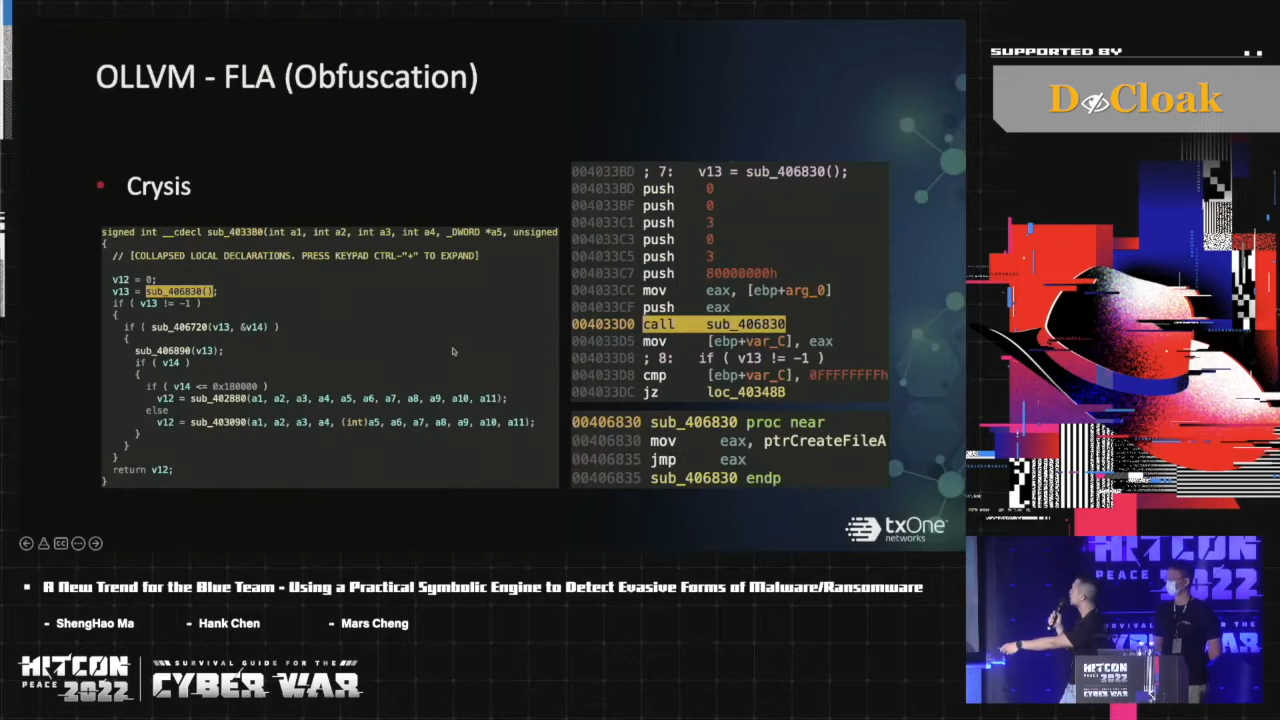 OLLVM - FLA (Obfuscation)
• Crysis
signed int __cdecl sub_4033B0(int a1, int a2, int a3, int a4, _DWORD *a5, unsigned
{
// [COLLAPSED LOCAL DECLARATIONS. PRESS KEYPAD CTRL-"+" TO EXPAND]
v12 = 0;
v13 = sub_406830();
if ( v13 != -1 )
{
if ( sub_406720(v13, &v14) )
{
sub_406890(v13);
if ( v14 )
{
if ( v14 <= 0x180000 )
v12 = sub_402880(a1, a2, a3, a4, a5, a6, a7, a8, a9, a10, a11);
else
v12 = sub_403090(a1, a2, a3, a4, (int)a5, a6, a7, a8, a9, a10, a11);
}
}
}
return v12;
}
004033BD ; 7: v13 = sub_406830();
004033BD push 0
004033BF push 0
004033C1 push 3
004033C3 push 0
004033C5 push 3
004033C7 push 80000000h
004033CC mov eax, [ebp+arg_0]
004033CF push eax
004033D0 call sub_406830
004033D5 mov [ebp+var_C], eax
004033D8 ; 8: if ( v13 != -1 )
004033D8 cmp [ebp+var_C], 0FFFFFFFFh
004033DC jz loc_40348B
00406830 sub_406830 proc near
00406830 mov eax, ptrCreateFileA
00406835 jmp eax
00406835 sub_406830 endp
txOne
networks
SUPPORTED BY
DoCloak
▪ A New Trend for the Blue Team - Using a Practical Symbolic Engine to Detect Evasive Forms of Malware/Ransomware
- ShengHao Ma - Hank Chen - Mars Cheng
HITCON
PEACE 2022
SURVIVAL GUIDE FOR THE
CYBER WAR
HITCON
PEACE 2022
CYBER WAR
HITCON
PEACE 2022